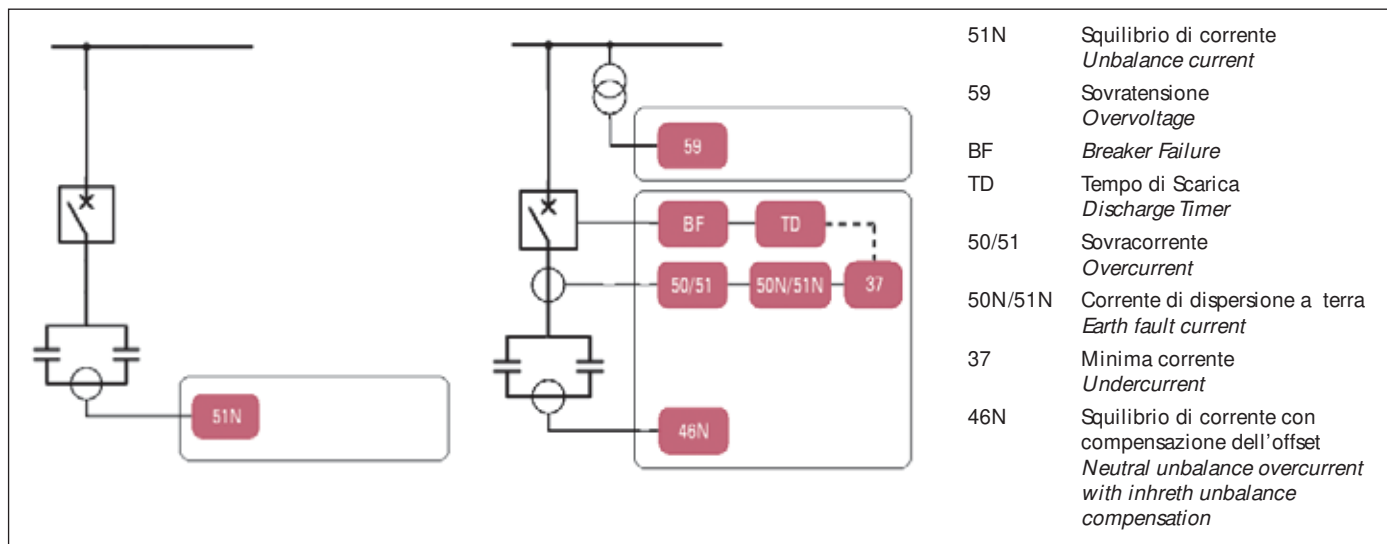 51N
59
BF
TD
50/51
50N/51N
37
46N
51N Squilibrio di corrente
Unbalance current
59 Sovratensione
Overvoltage
BF Breaker Failure
TD Tempo di Scarica
Discharge Timer
50/51 Sovracorrente
Overcurrent
50N/51N Corrente di dispersione a terra
Earth fault current
37 Minima corrente
Undercurrent
46N Squilibrio di corrente con
compensazione dell'offset
Neutral unbalance overcurrent
with inhreth unbalance
compensation